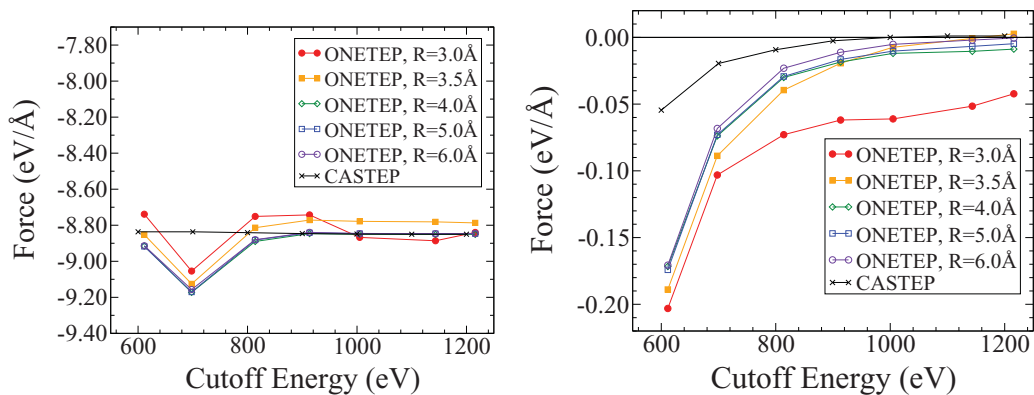 -7.80
-8.00
-8.20
-8.40
-8.60
-8.80
-9.00
-9.20
-9.40
Force (eV/Å)
600
800
1000
1200
Cutoff Energy (eV)
ONETEP, R=3.0Å
ONETEP, R=3.5Å
ONETEP, R=4.0Å
ONETEP, R=5.0Å
ONETEP, R=6.0Å
CASTEP
0.00
-0.05
-0.10
-0.15
-0.20
Force (eV/Å)
600
800
1000
1200
Cutoff Energy (eV)
ONETEP, R=3.0Å
ONETEP, R=3.5Å
ONETEP, R=4.0Å
ONETEP, R=5.0Å
ONETEP, R=6.0Å
CASTEP